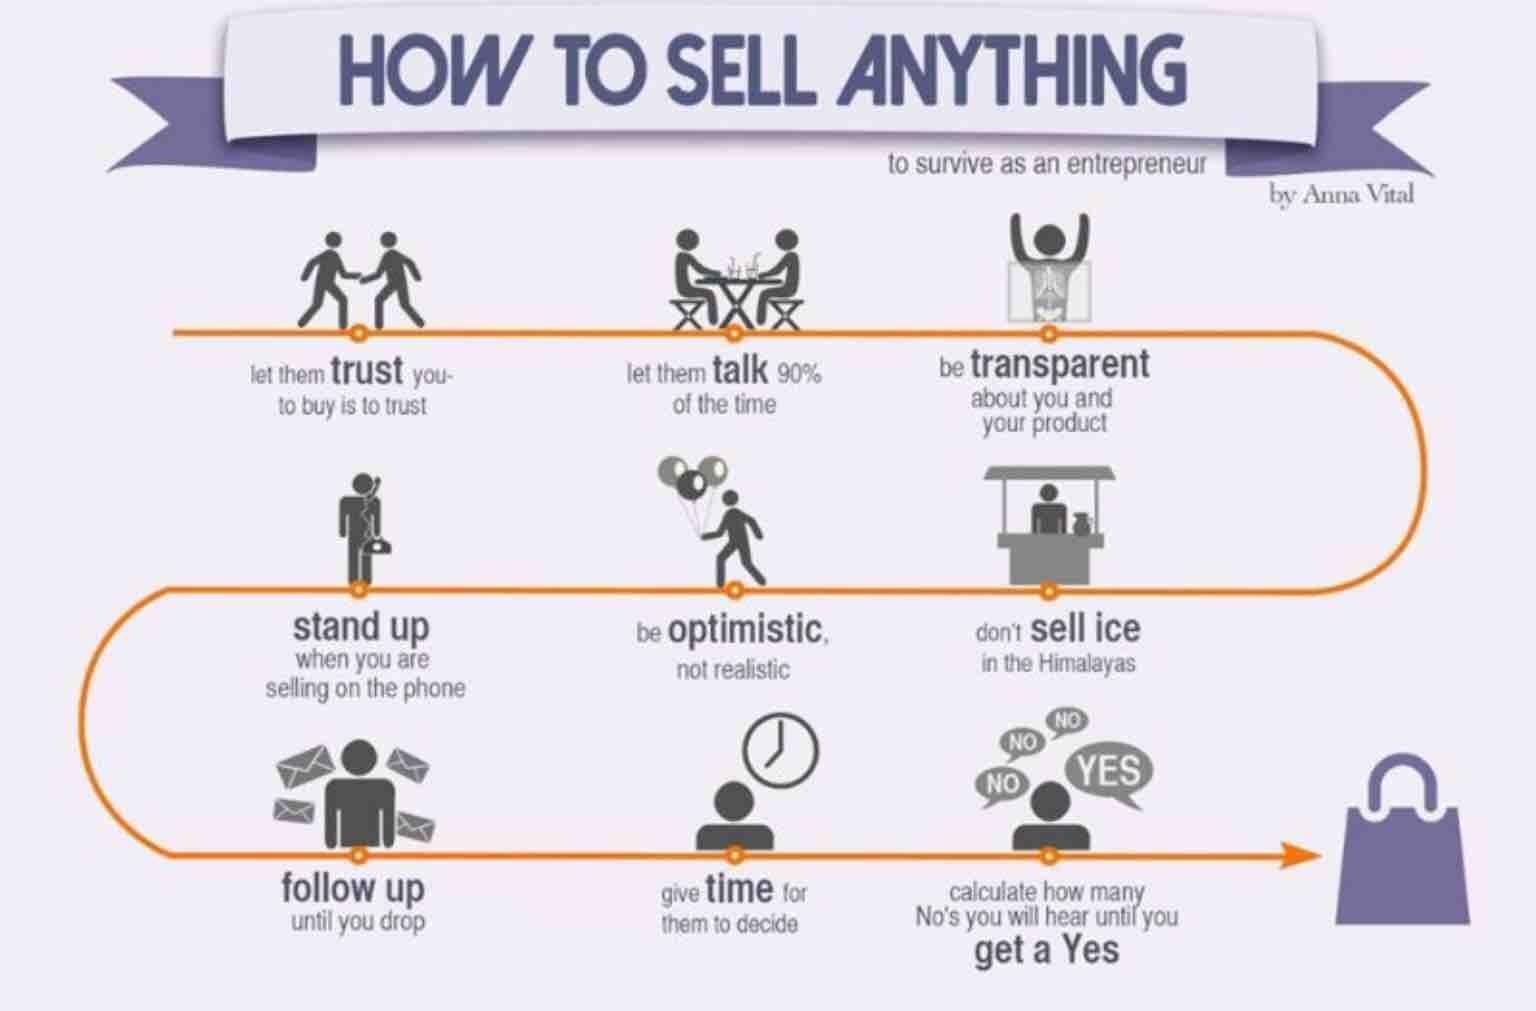 HOW TO SELL ANYTHING
to survive as an entrepreneur
by Anna Vital
let them trust you-
to buy is to trust
let them talk 90%
of the time
be transparent
about you and
your product
don't sell ice
in the Himalayas
be optimistic,
not realistic
stand up
when you are
selling on the phone
follow up
until you drop
give time for
them to decide
NO
NO
NO
YES
calculate how many
No's you will hear until you
get a Yes